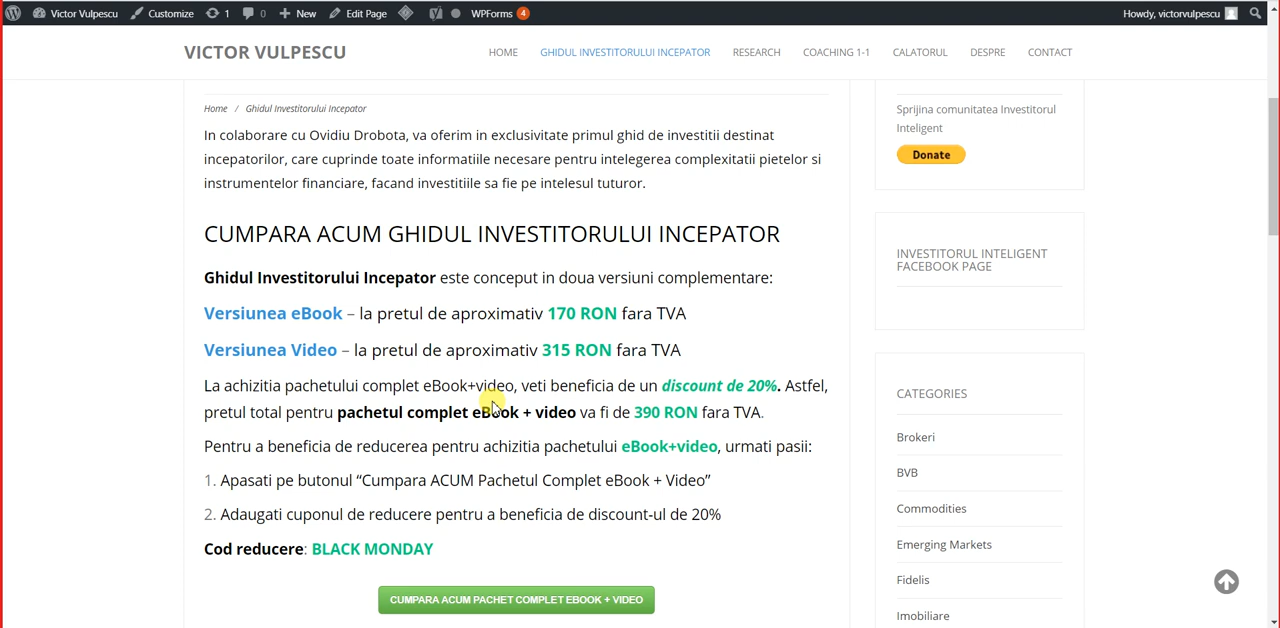 Victor Vulpescu Customize 1 0 New Edit Page WPForms 4 Howdy, victorvulpescu
VICTOR VULPESCU
HOME GHIDUL INVESTITORULUI INCEPATOR RESEARCH COACHING 1-1 CALATORUL DESPRE CONTACT
Home / Ghidul Investitorului Incepator
In colaborare cu Ovidiu Drobota, va oferim in exclusivitate primul ghid de investitii destinat
incepatorilor, care cuprinde toate informatiile necesare pentru intelegerea complexitatii pietelor si
instrumentelor financiare, facand investitiile sa fie pe intelesul tuturor.
CUMPARA ACUM GHIDUL INVESTITORULUI INCEPATOR
Ghidul Investitorului Incepator este conceput in doua versiuni complementare:
Versiunea eBook – la pretul de aproximativ 170 RON fara TVA
Versiunea Video – la pretul de aproximativ 315 RON fara TVA
La achizitia pachetului complet eBook+video, veti beneficia de un discount de 20%. Astfel,
pretul total pentru pachetul complet eBook + video va fi de 390 RON fara TVA.
Pentru a beneficia de reducerea pentru achizitia pachetului eBook+video, urmati pasii:
1. Apasati pe butonul “Cumpara ACUM Pachetul Complet eBook + Video”
2. Adaugati cuponul de reducere pentru a beneficia de discount-ul de 20%
Cod reducere: BLACK MONDAY
CUMPARA ACUM PACHET COMPLET EBOOK + VIDEO
Sprijina comunitatea Investitorul
Inteligent
Donate
INVESTITORUL INTELIGENT
FACEBOOK PAGE
CATEGORIES
Brokeri
BVB
Commodities
Emerging Markets
Fidelis
Imobiliare